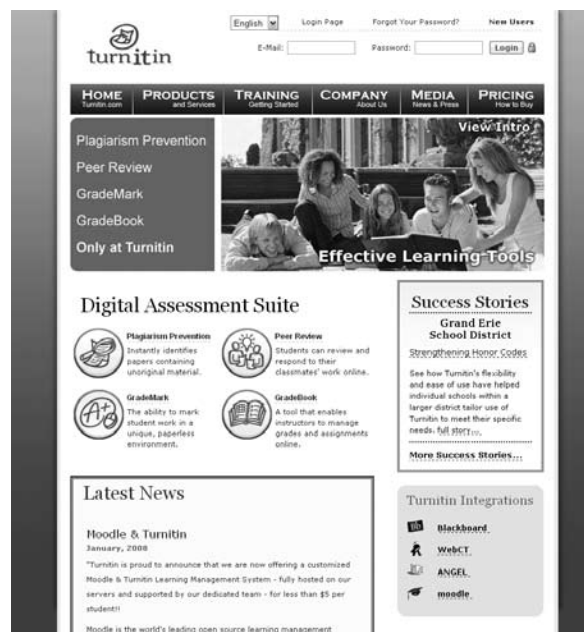 English
Login Page
Forgot Your Password?
New Users
turnitin
E-Mail:
Password:
Login
HOME
Turnitin.com
PRODUCTS
and Services
TRAINING
Getting Started
COMPANY
About Us
MEDIA
News & Press
PRICING
How to Buy
Plagiarism Prevention
Peer Review
GradeMark
GradeBook
Only at Turnitin
View Intro
Effective Learning Tools
Digital Assessment Suite
Plagiarism Prevention
Instantly identifies
papers containing
unoriginal material.
Peer Review
Students can review and
respond to their
classmates' work online.
GradeMark
The ability to mark
student work in a
unique, paperless
environment.
A+
GradeBook
A tool that enables
instructors to manage
grades and assignments
online.
Success Stories
Grand Erie
School District
Strengthening Honor Codes
See how Turnitin's flexibility
and ease of use have helped
individual schools within a
larger district tailor use of
Turnitin to meet their specific
needs. full story...
More Success Stories...
Latest News
Moodle & Turnitin
January, 2008
"Turnitin is proud to announce that we are now offering a customized
Moodle & Turnitin Learning Management System - fully hosted on our
servers and supported by our dedicated team - for less than $5 per
student!!
Moodle is the world's leading open source learning management
Turnitin Integrations
Bb
Blackboard
WebCT
ANGEL
moodle